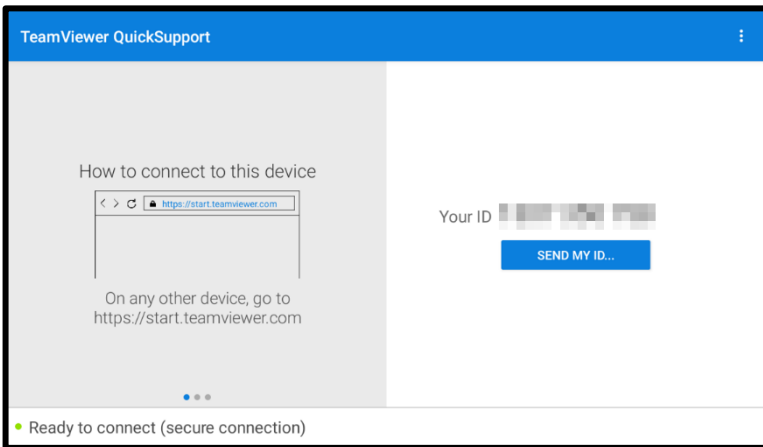 TeamViewer QuickSupport
How to connect to this device
https://start.teamviewer.com
On any other device, go to
https://start.teamviewer.com
Your ID
SEND MY ID...
Ready to connect (secure connection)